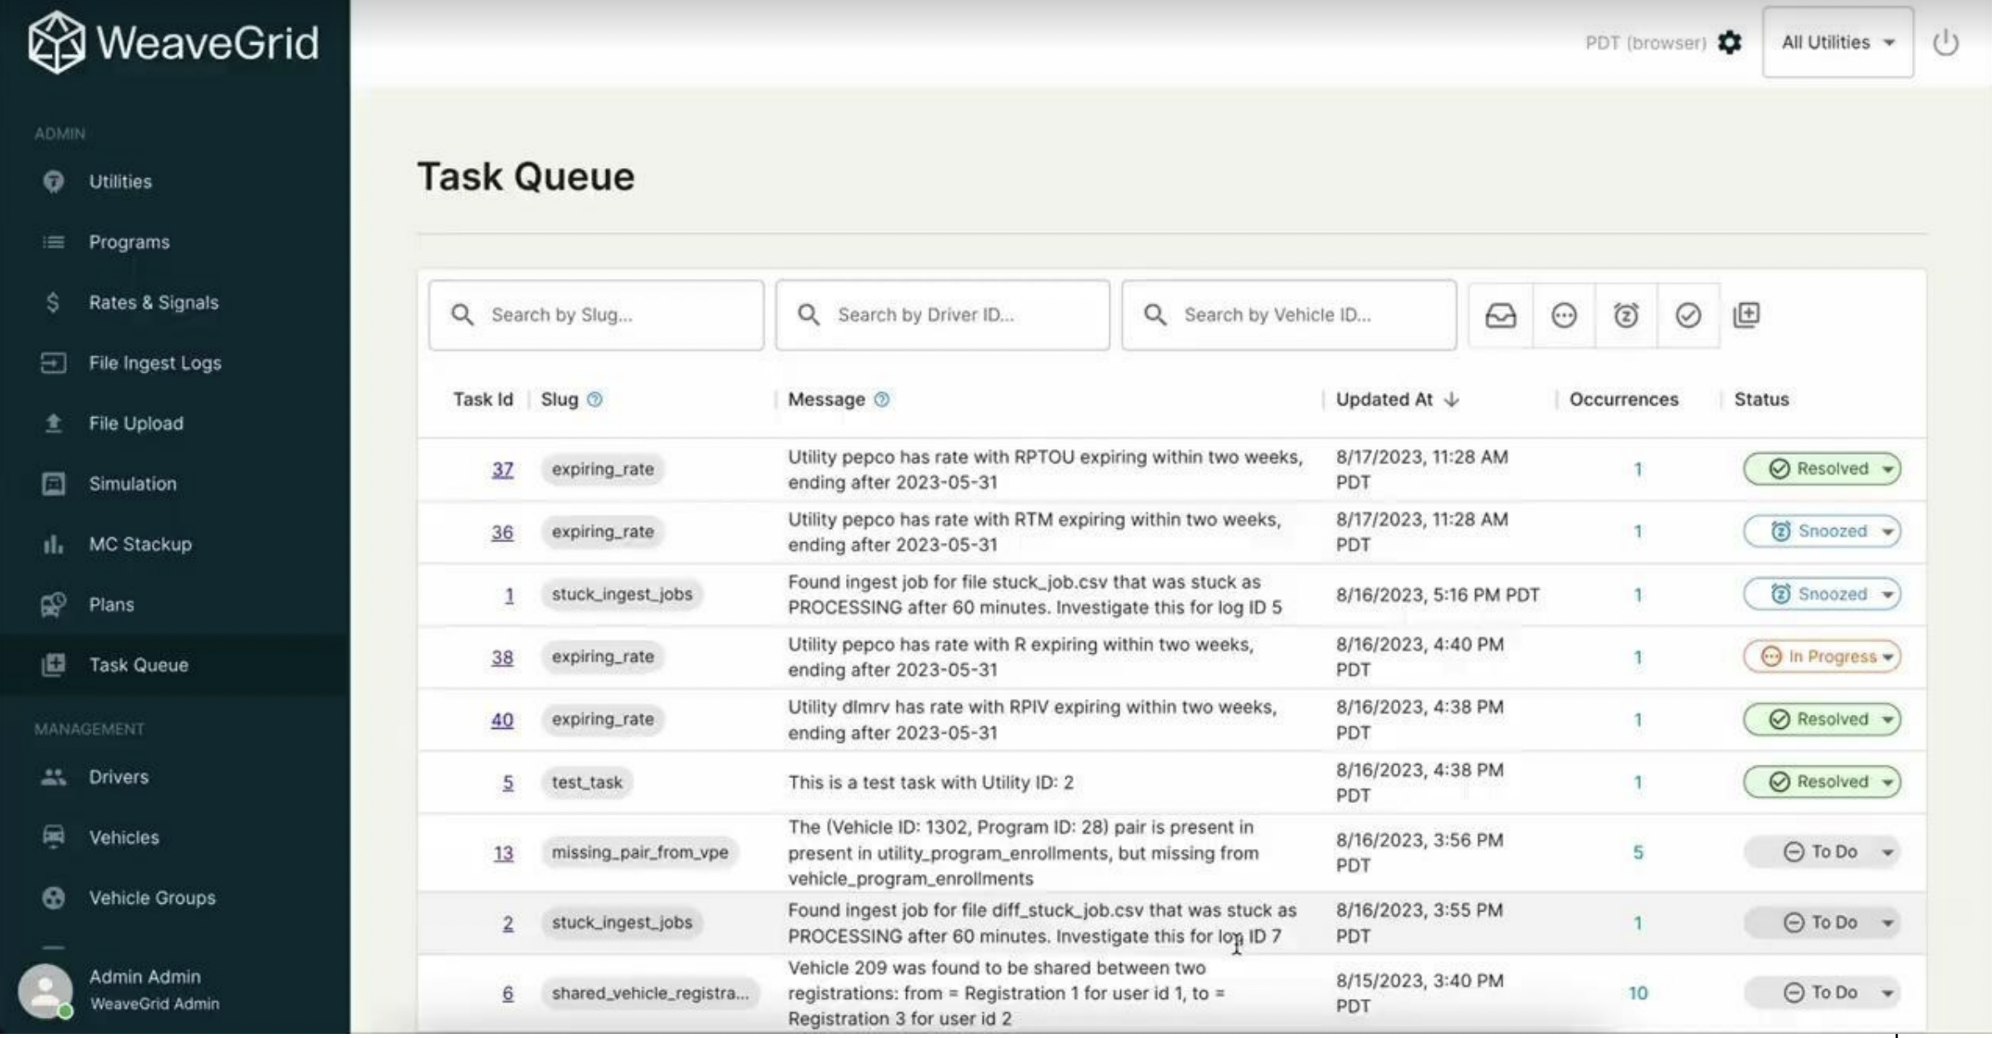 WeaveGrid
PDT (browser)
All Utilities
ADMIN
Utilities
Programs
Rates & Signals
File Ingest Logs
File Upload
Simulation
MC Stackup
Plans
Task Queue
MANAGEMENT
Drivers
Vehicles
Vehicle Groups
Admin Admin
WeaveGrid Admin
Task Queue
Search by Slug...
Search by Driver ID...
Search by Vehicle ID...
Task Id Slug Message Updated At Occurrences Status
37 expiring_rate Utility pepco has rate with RPTOU expiring within two weeks, 8/17/2023, 11:28 AM 1 Resolved
ending after 2023-05-31 PDT
36 expiring_rate Utility pepco has rate with RTM expiring within two weeks, 8/17/2023, 11:28 AM 1 Snoozed
ending after 2023-05-31 PDT
1 stuck_ingest_jobs Found ingest job for file stuck_job.csv that was stuck as 8/16/2023, 5:16 PM PDT 1 Snoozed
PROCESSING after 60 minutes. Investigate this for log ID 5
38 expiring_rate Utility pepco has rate with R expiring within two weeks, 8/16/2023, 4:40 PM 1 In Progress
ending after 2023-05-31 PDT
40 expiring_rate Utility dlmrv has rate with RPIV expiring within two weeks, 8/16/2023, 4:38 PM 1 Resolved
ending after 2023-05-31 PDT
5 test_task This is a test task with Utility ID: 2 8/16/2023, 4:38 PM 1 Resolved
PDT
13 missing_pair_from_vpe The (Vehicle ID: 1302, Program ID: 28) pair is present in 8/16/2023, 3:56 PM 5 To Do
present in utility_program_enrollments, but missing from PDT
vehicle_program_enrollments
2 stuck_ingest_jobs Found ingest job for file diff_stuck_job.csv that was stuck as 8/16/2023, 3:55 PM 1 To Do
PROCESSING after 60 minutes. Investigate this for log ID 7 PDT
6 shared_vehicle_registra... Vehicle 209 was found to be shared between two 8/15/2023, 3:40 PM 10 To Do
registrations: from = Registration 1 for user id 1, to = PDT
Registration 3 for user id 2